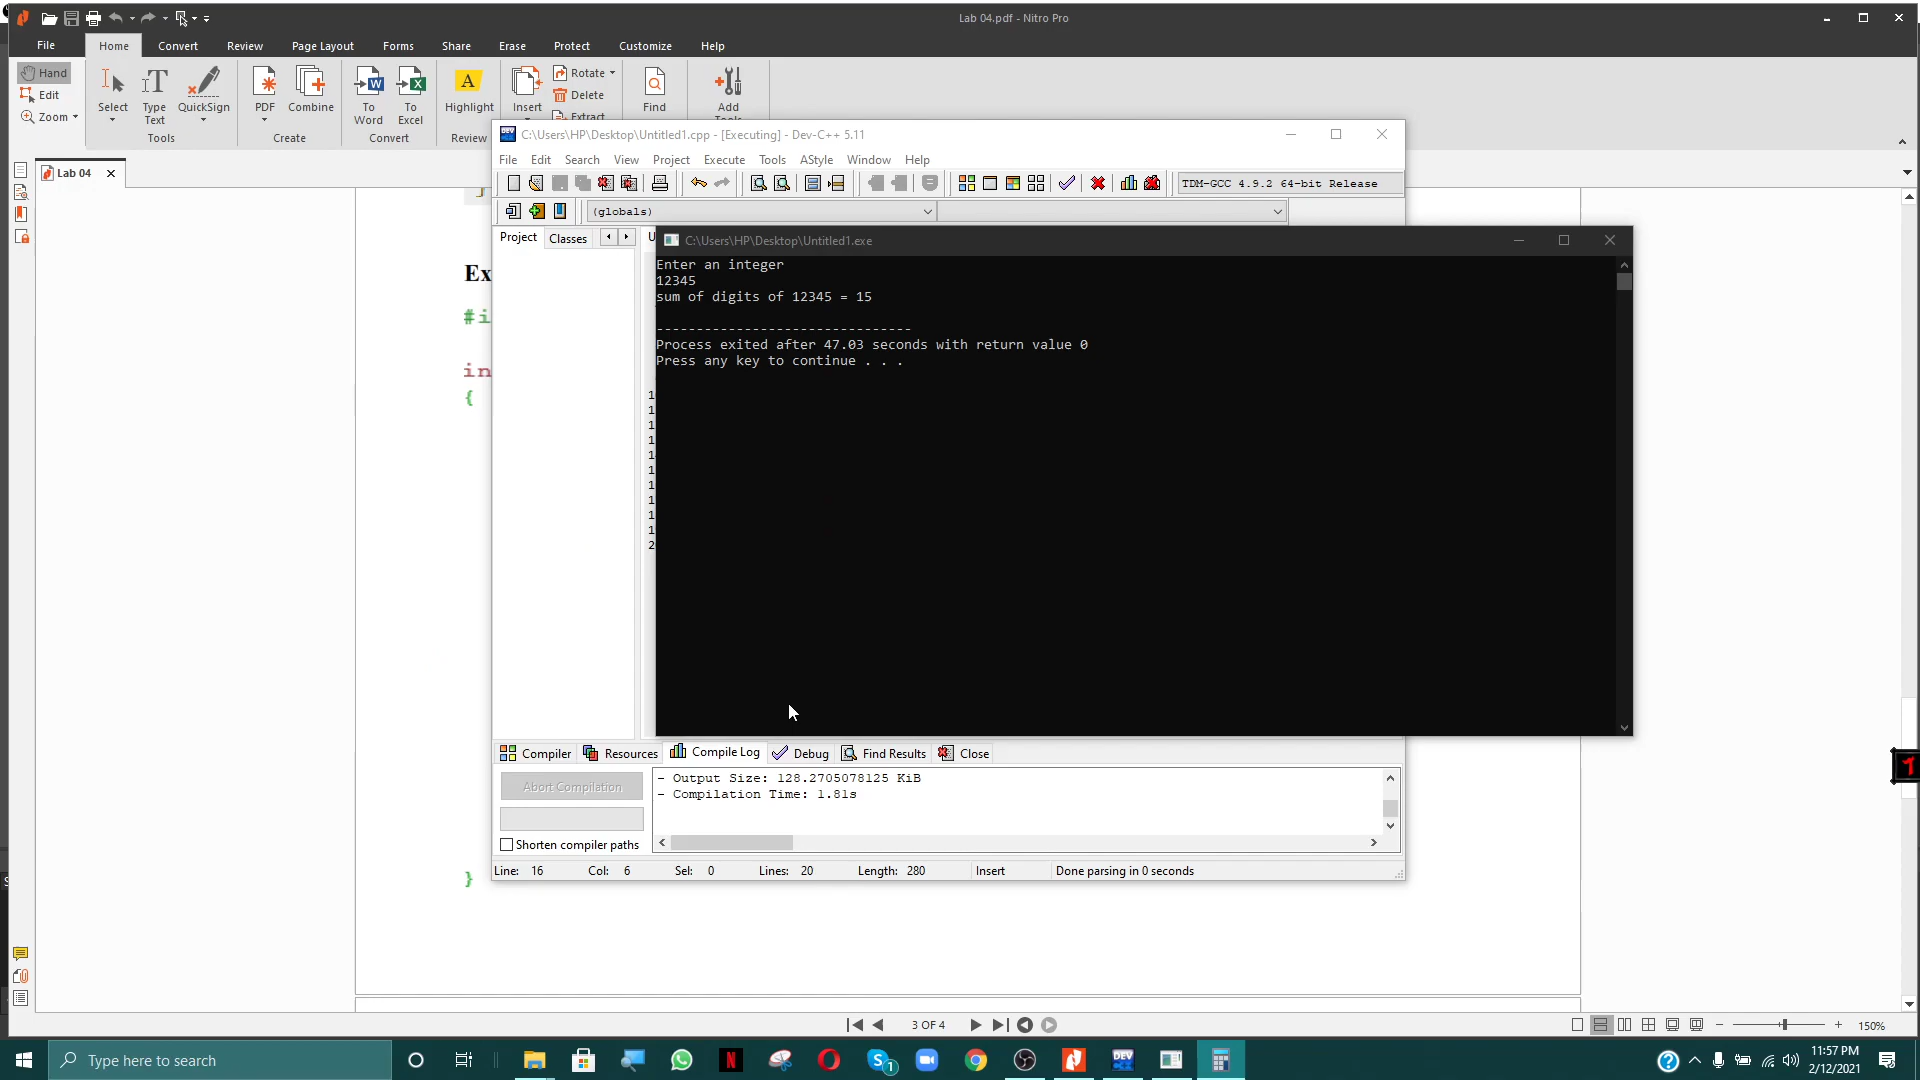 Lab 04.pdf - Nitro Pro
File Home Convert Review Page Layout Forms Share Erase Protect Customize Help
Hand
Edit
Zoom
Select
Type Text
QuickSign
Tools
PDF
Combine
Create
To Word
To Excel
Convert
Highlight
Review
Insert
Rotate
Delete
Extract
Find
Add
Lab 04
Ex
#i
in
{
}
C:\Users\HP\Desktop\Untitled1.cpp - [Executing] - Dev-C++ 5.11
File Edit Search View Project Execute Tools AStyle Window Help
TDM-GCC 4.9.2 64-bit Release
(globals)
Project Classes
C:\Users\HP\Desktop\Untitled1.exe
Enter an integer
12345
sum of digits of 12345 = 15
--------------------------------
Process exited after 47.03 seconds with return value 0
Press any key to continue . . .
Compiler Resources Compile Log Debug Find Results Close
Abort Compilation
Shorten compiler paths
- Output Size: 128.2705078125 KiB
- Compilation Time: 1.81s
Line: 16 Col: 6 Sel: 0 Lines: 20 Length: 280 Insert Done parsing in 0 seconds
3 OF 4
150%
Type here to search
11:57 PM
2/12/2021